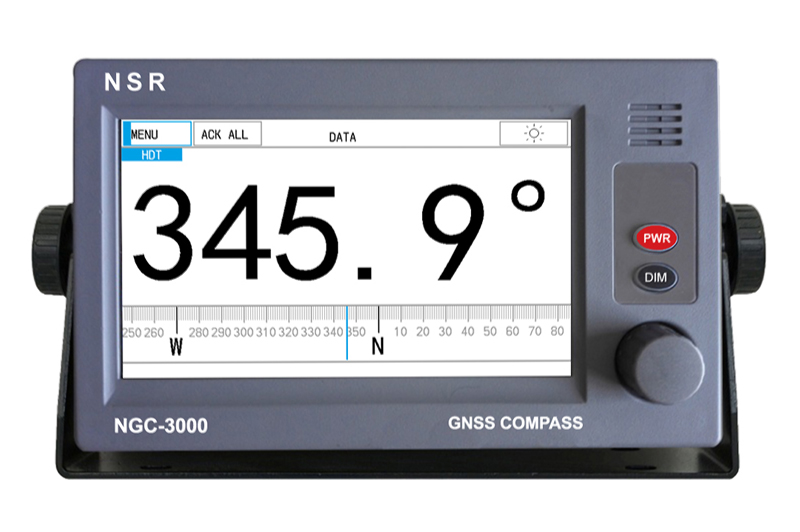 NSR
MENU ACK ALL DATA
HDT
345.9°
PWR
DIM
250 260 280 290 300 310 320 330 340 350 10 20 30 40 50 60 70 80
W N
NGC-3000 GNSS COMPASS